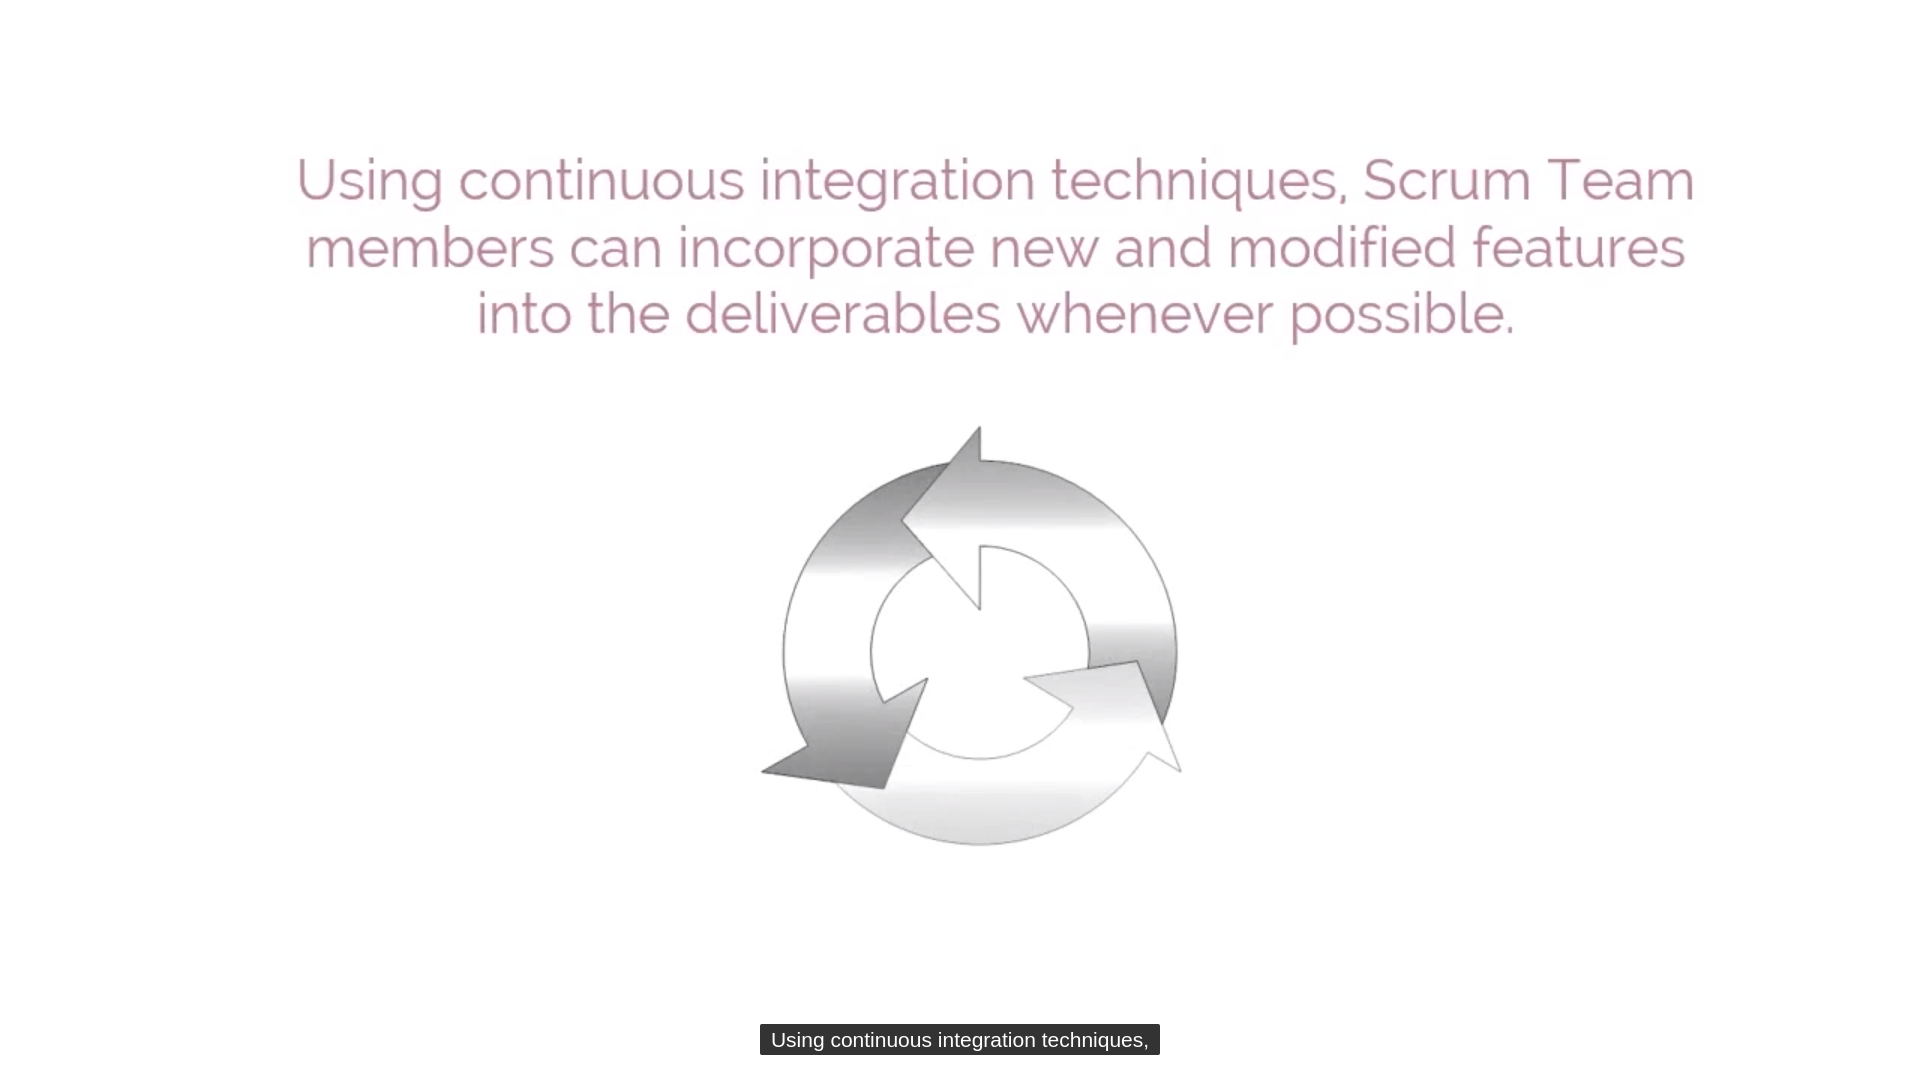 Using continuous integration techniques, Scrum Team
members can incorporate new and modified features
into the deliverables whenever possible.
Using continuous integration techniques,